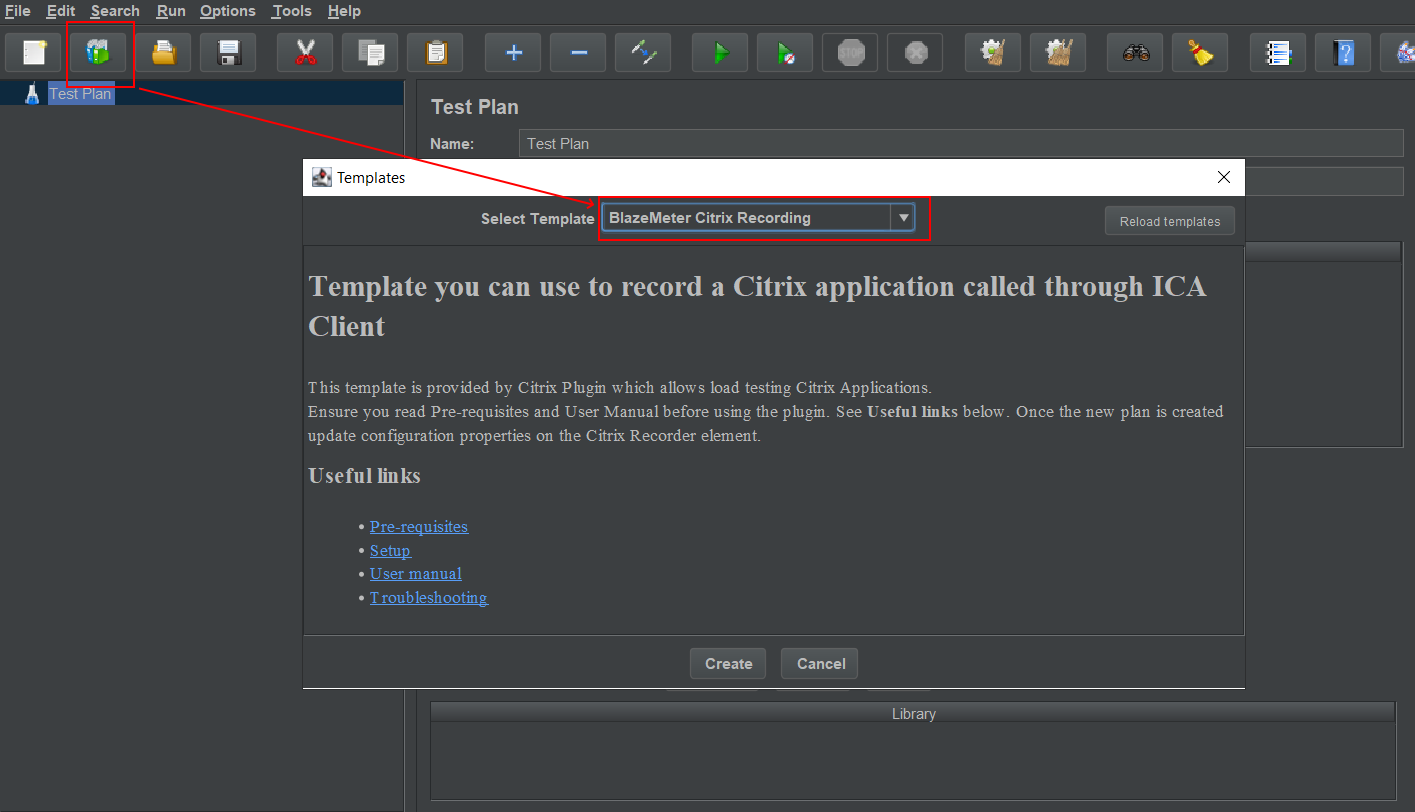 File Edit Search Run Options Tools Help
STOP
Test Plan
Test Plan
Name: Test Plan
Templates
Select Template BlazeMeter Citrix Recording Reload templates
Template you can use to record a Citrix application called through ICA
Client
This template is provided by Citrix Plugin which allows load testing Citrix Applications.
Ensure you read Pre-requisites and User Manual before using the plugin. See Useful links below. Once the new plan is created
update configuration properties on the Citrix Recorder element.
Useful links
• Pre-requisites
• Setup
• User manual
• Troubleshooting
Create Cancel
Library